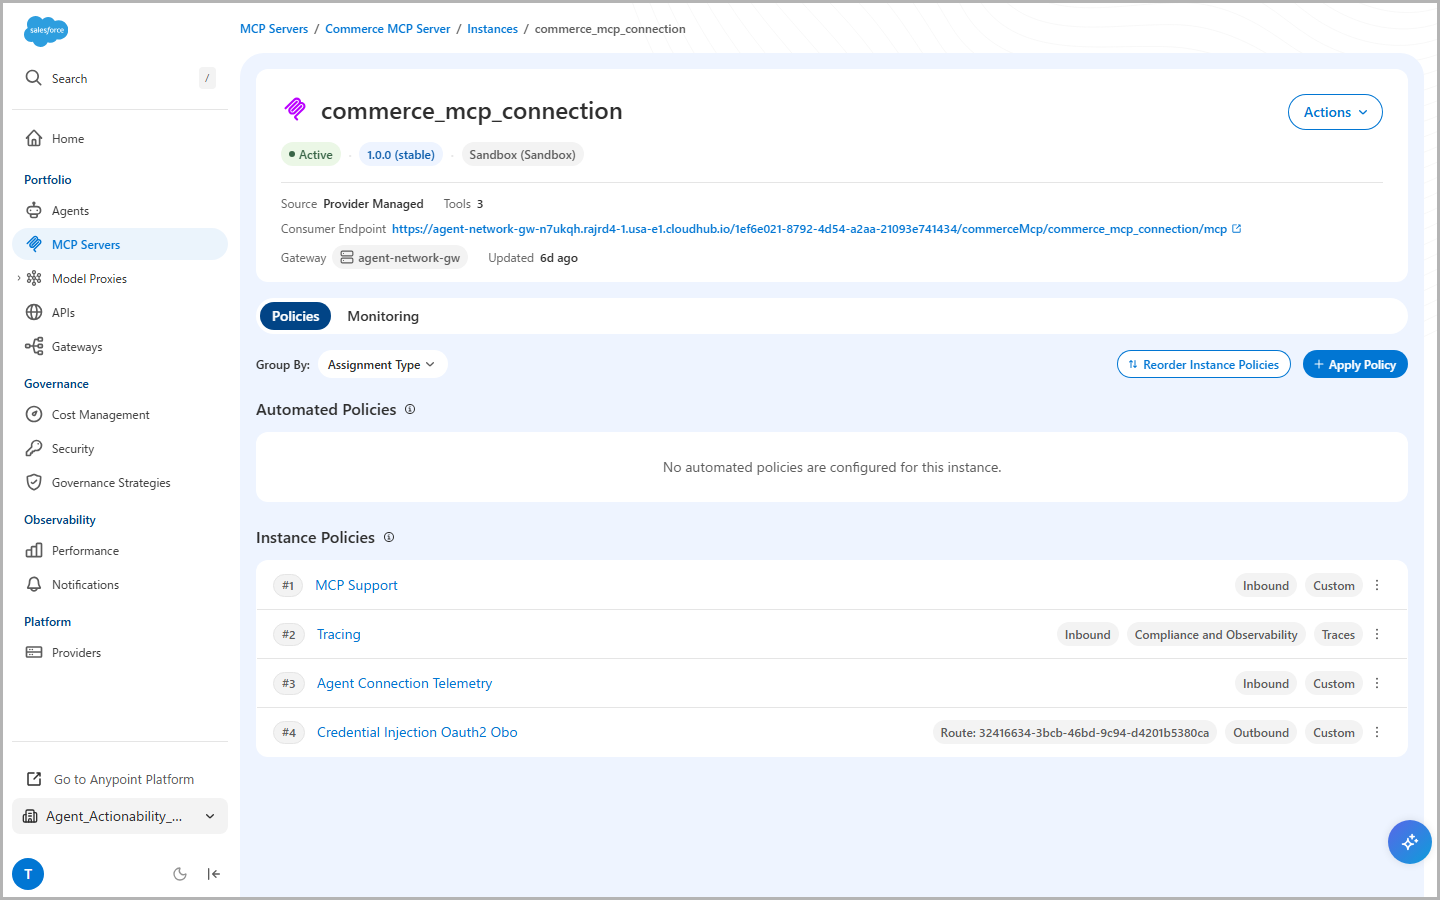 salesforce
MCP Servers / Commerce MCP Server / Instances / commerce_mcp_connection
Search /
Home
Portfolio
Agents
MCP Servers
Model Proxies
APIs
Gateways
Governance
Cost Management
Security
Governance Strategies
Observability
Performance
Notifications
Platform
Providers
Go to Anypoint Platform
Agent_Actionability_...
T
commerce_mcp_connection
Actions
Active · 1.0.0 (stable) · Sandbox (Sandbox)
Source Provider Managed Tools 3
Consumer Endpoint https://agent-network-gw-n7ukqh.rajrd4-1.usa-e1.cloudhub.io/1ef6e021-8792-4d54-a2aa-21093e741434/commerceMcp/commerce_mcp_connection/mcp
Gateway agent-network-gw Updated 6d ago
Policies Monitoring
Group By: Assignment Type Reorder Instance Policies + Apply Policy
Automated Policies
No automated policies are configured for this instance.
Instance Policies
#1 MCP Support Inbound Custom
#2 Tracing Inbound Compliance and Observability Traces
#3 Agent Connection Telemetry Inbound Custom
#4 Credential Injection Oauth2 Obo Route: 32416634-3bcb-46bd-9c94-d4201b5380ca Outbound Custom